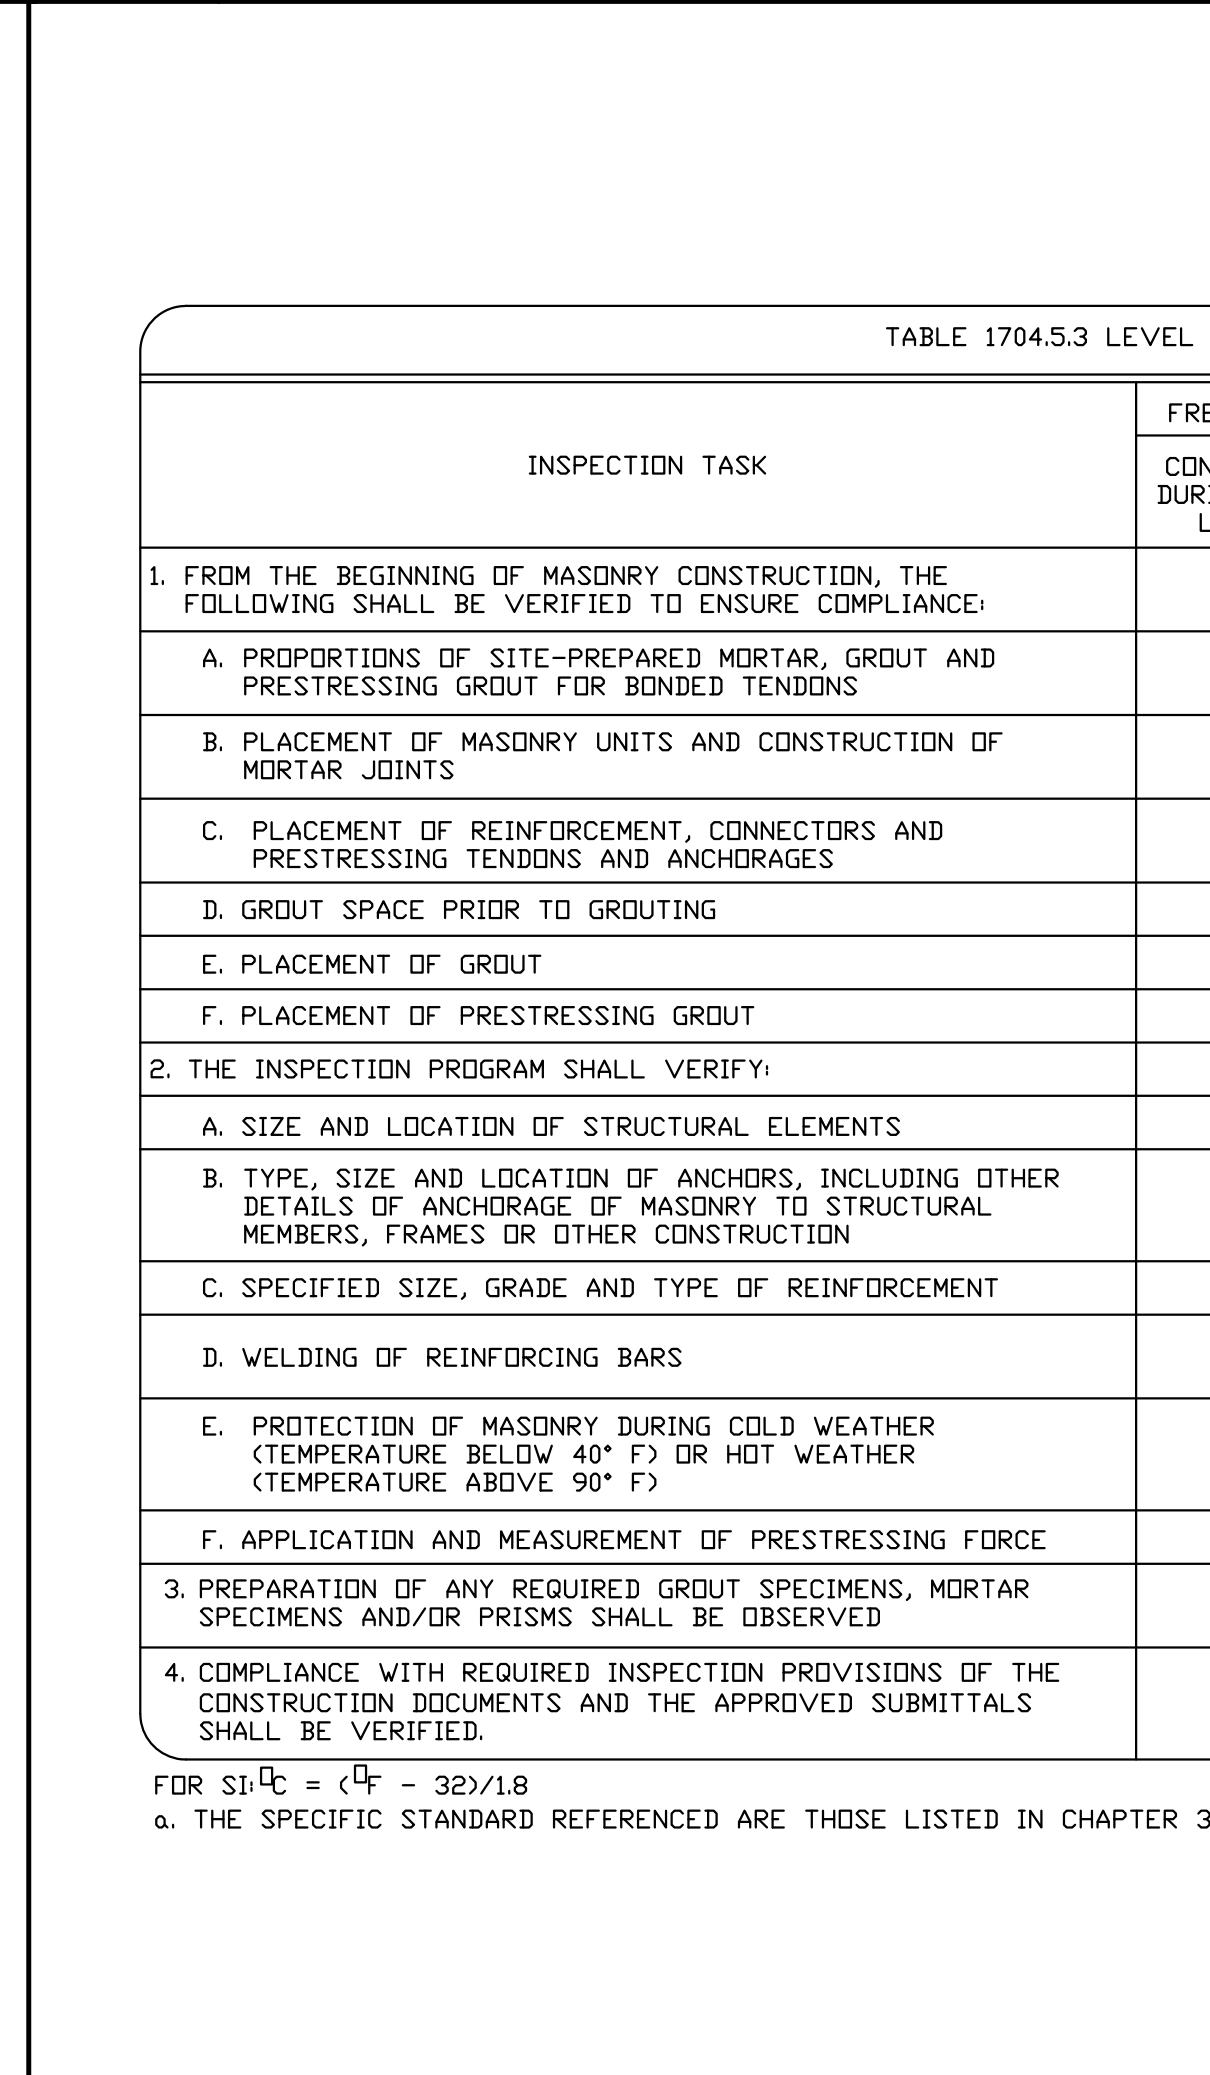 TABLE 1704.5.3 LEVEL
INSPECTION TASK
1. FROM THE BEGINNING OF MASONRY CONSTRUCTION, THE
FOLLOWING SHALL BE VERIFIED TO ENSURE COMPLIANCE:
A. PROPORTIONS OF SITE-PREPARED MORTAR, GROUT AND
PRESTRESSING GROUT FOR BONDED TENDONS
B. PLACEMENT OF MASONRY UNITS AND CONSTRUCTION OF
MORTAR JOINTS
C. PLACEMENT OF REINFORCEMENT, CONNECTORS AND
PRESTRESSING TENDONS AND ANCHORAGES
D. GROUT SPACE PRIOR TO GROUTING
E. PLACEMENT OF GROUT
F. PLACEMENT OF PRESTRESSING GROUT
2. THE INSPECTION PROGRAM SHALL VERIFY:
A. SIZE AND LOCATION OF STRUCTURAL ELEMENTS
B. TYPE, SIZE AND LOCATION OF ANCHORS, INCLUDING OTHER
DETAILS OF ANCHORAGE OF MASONRY TO STRUCTURAL
MEMBERS, FRAMES OR OTHER CONSTRUCTION
C. SPECIFIED SIZE, GRADE AND TYPE OF REINFORCEMENT
D. WELDING OF REINFORCING BARS
E. PROTECTION OF MASONRY DURING COLD WEATHER
(TEMPERATURE BELOW 40° F) OR HOT WEATHER
(TEMPERATURE ABOVE 90° F)
F. APPLICATION AND MEASUREMENT OF PRESTRESSING FORCE
3. PREPARATION OF ANY REQUIRED GROUT SPECIMENS, MORTAR
SPECIMENS AND/OR PRISMS SHALL BE OBSERVED
4. COMPLIANCE WITH REQUIRED INSPECTION PROVISIONS OF THE
CONSTRUCTION DOCUMENTS AND THE APPROVED SUBMITTALS
SHALL BE VERIFIED.
FOR SI: °C = (°F - 32)/1.8
a. THE SPECIFIC STANDARD REFERENCED ARE THOSE LISTED IN CHAPTER